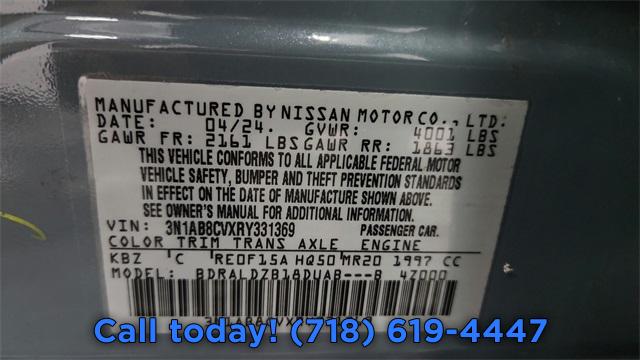 MANUFACTURED BY NISSAN MOTOR CO., LTD:
DATE: 04/24. GVWR: 4001 LBS
GAWR FR: 2161 LBS GAWR RR: 1863 LBS
THIS VEHICLE CONFORMS TO ALL APPLICABLE FEDERAL MOTOR
VEHICLE SAFETY, BUMPER AND THEFT PREVENTION STANDARDS
IN EFFECT ON THE DATE OF MANUFACTURE SHOWN ABOVE.
SEE OWNER'S MANUAL FOR ADDITIONAL INFORMATION.
VIN: 3N1AB8CVXRY331369 PASSENGER CAR.
COLOR TRIM TRANS AXLE ENGINE
KBZ 'C RE0F15A HQ50 MR20 1997 CC
MODEL: BDRALDZB18DUAB---B 4Z000
Call today! (718) 619-4447